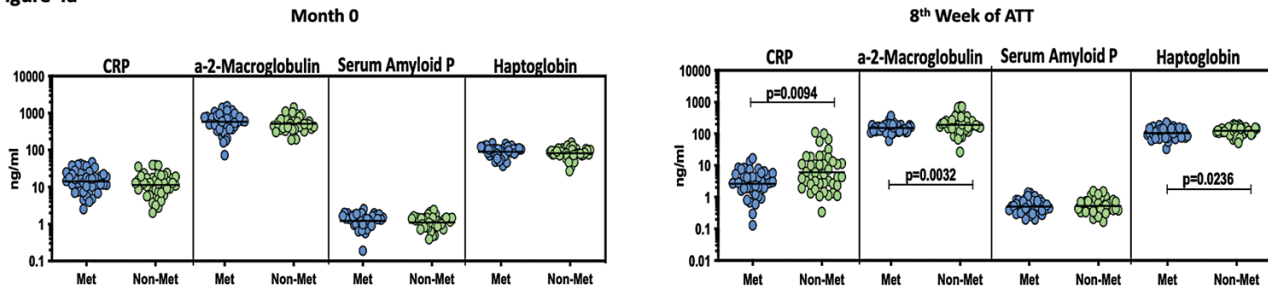 Month 0
CRP a-2-Macroglobulin Serum Amyloid P Haptoglobin
10000
1000
100
10
1
0.1
ng/ml
Met Non-Met Met Non-Met Met Non-Met Met Non-Met
8th Week of ATT
CRP a-2-Macroglobulin Serum Amyloid P Haptoglobin
10000
1000
100
10
1
0.1
0.01
ng/ml
p=0.0094
p=0.0032
p=0.0236
Met Non-Met Met Non-Met Met Non-Met Met Non-Met